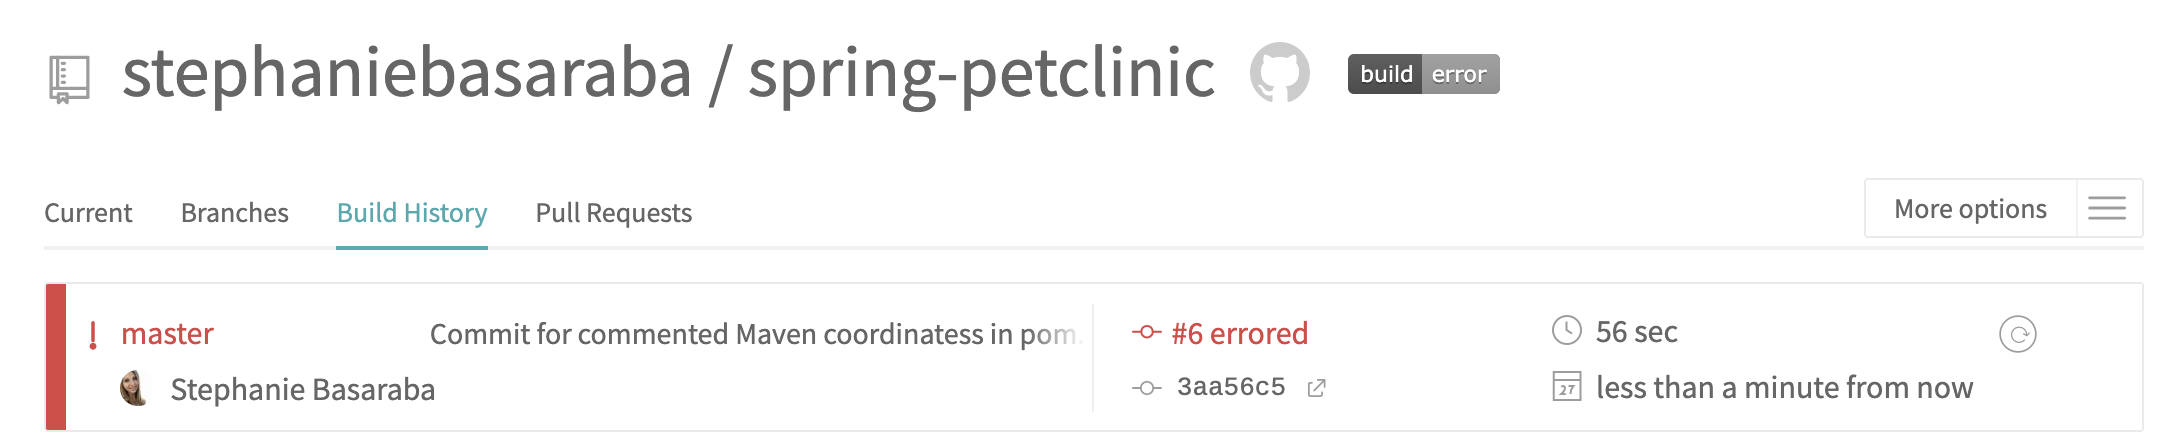 stephaniebasaraba / spring-petclinic
build error
Current Branches Build History Pull Requests
More options
! master
Commit for commented Maven coordinatess in pom.
#6 errored
56 sec
Stephanie Basaraba
3aa56c5
27
less than a minute from now